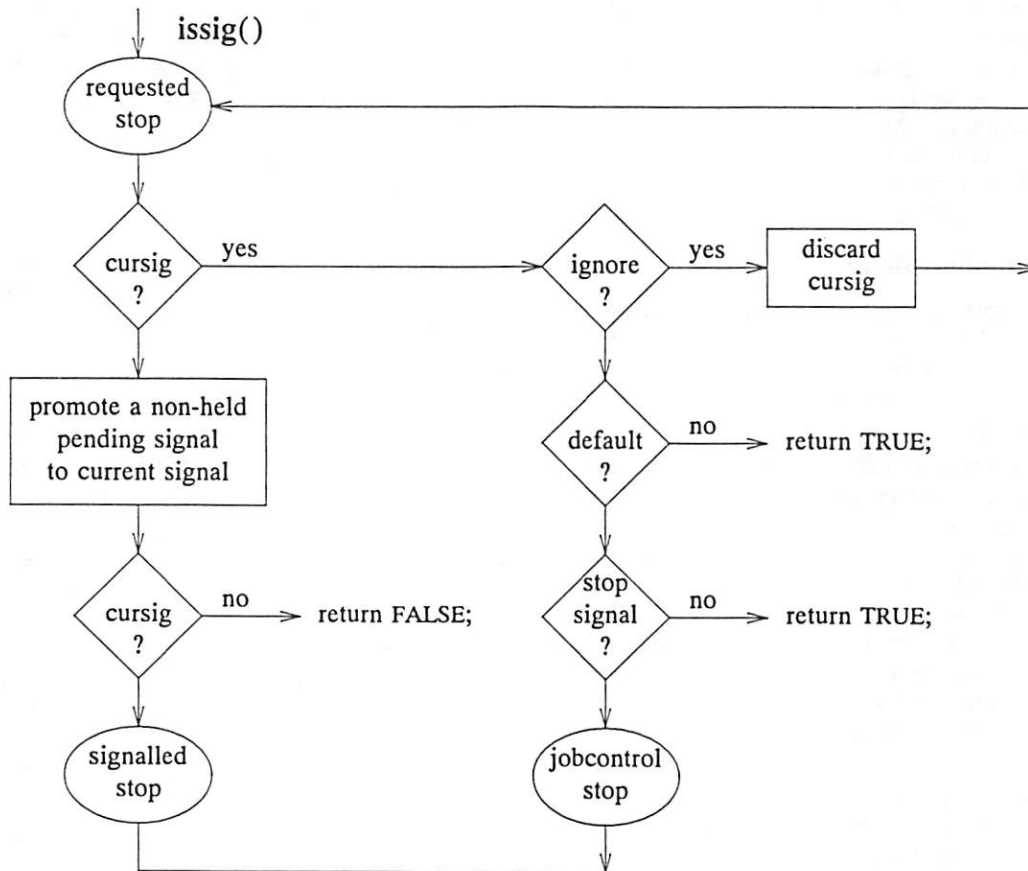 issig()
requested
stop
cursig
?
yes
ignore
?
yes
discard
cursig
promote a non-held
pending signal
to current signal
default
?
no
return TRUE;
cursig
?
no
return FALSE;
stop
signal
?
no
return TRUE;
signalled
stop
jobcontrol
stop